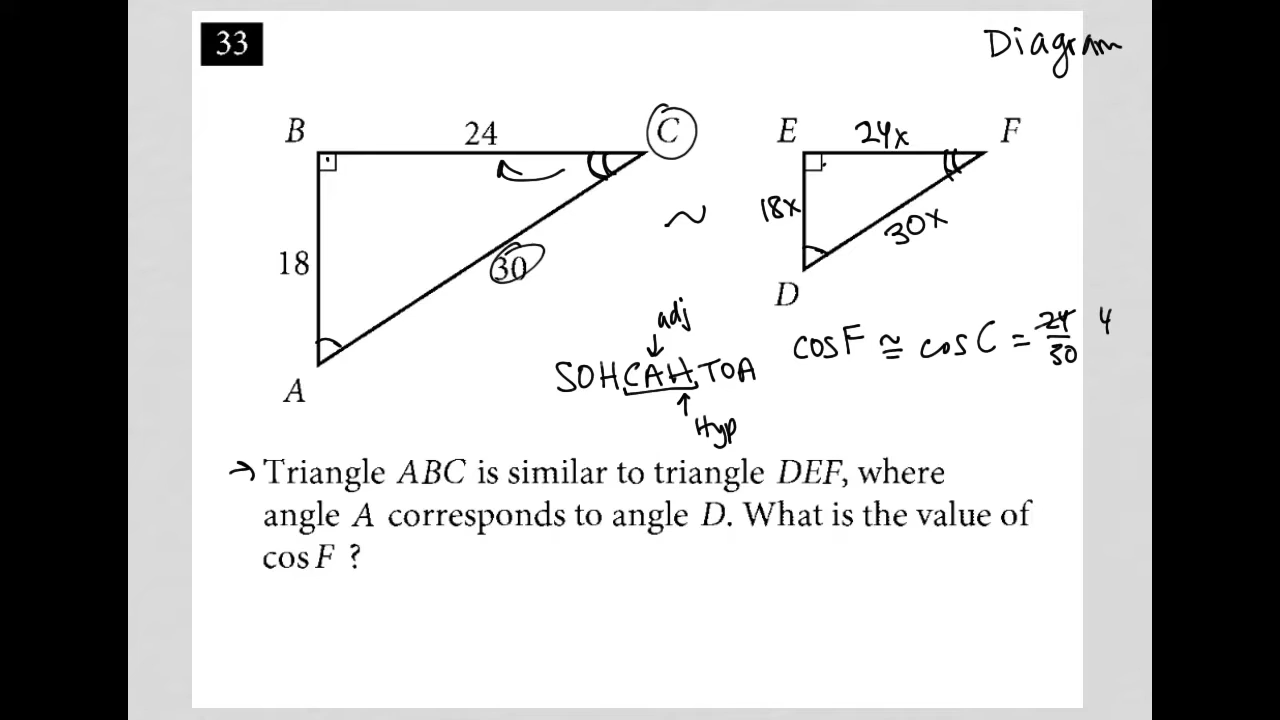 33
Diagram
B 24 C E 24x F
18x
30x
18
30
D
adj
cos F ≅ cos C = 24/30 4
SOHCAHTOA
A
Hyp
~
→ Triangle ABC is similar to triangle DEF, where
angle A corresponds to angle D. What is the value of
cos F ?